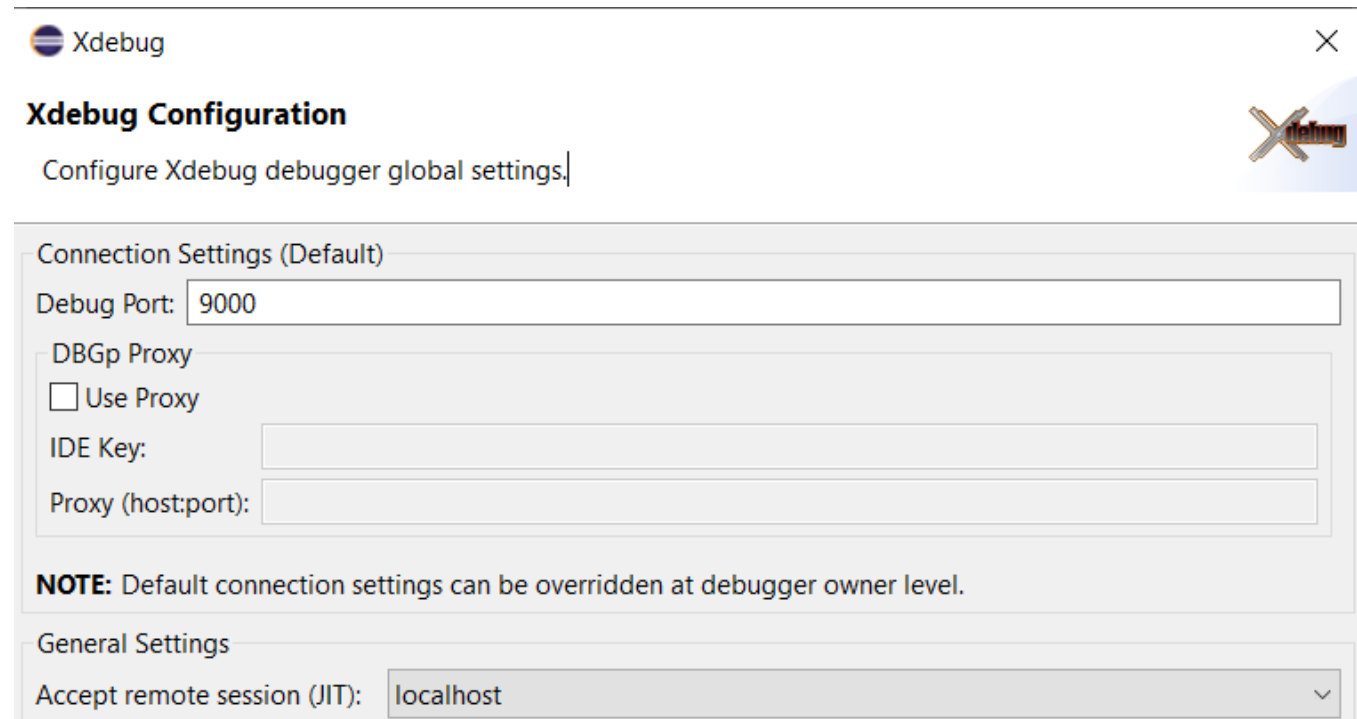 Xdebug
Xdebug Configuration
Xdebug
Configure Xdebug debugger global settings.
Connection Settings (Default)
Debug Port: 9000
DBGp Proxy
Use Proxy
IDE Key:
Proxy (host:port):
NOTE: Default connection settings can be overridden at debugger owner level.
General Settings
Accept remote session (JIT): localhost